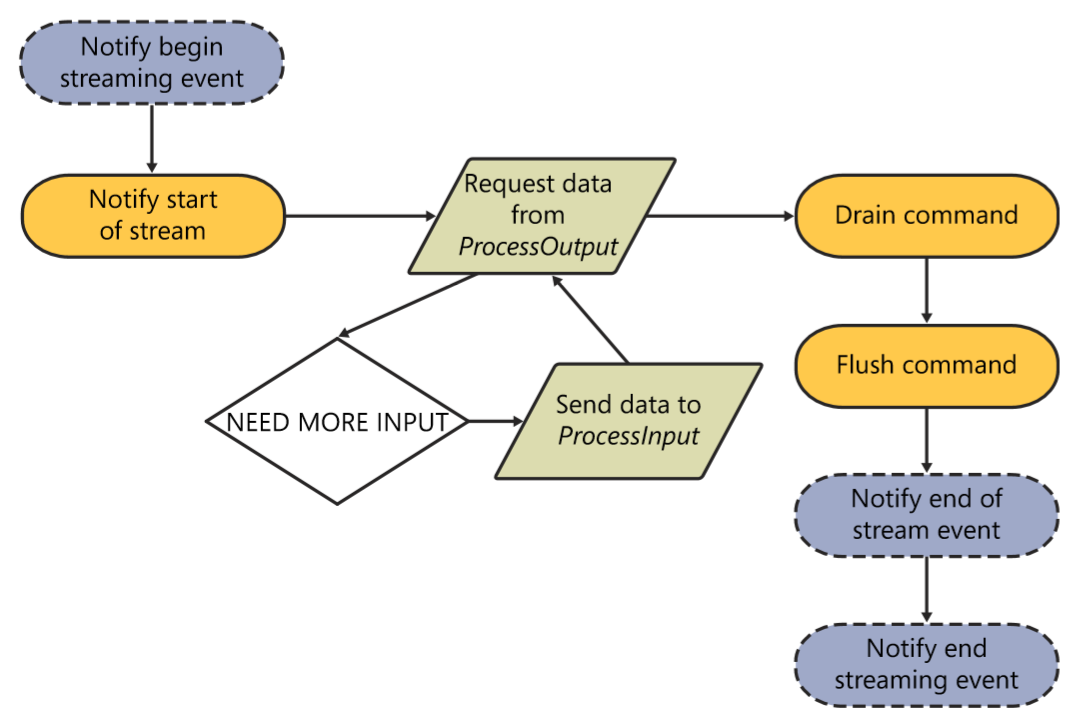 Notify begin
streaming event
Notify start
of stream
Request data
from
ProcessOutput
Drain command
NEED MORE INPUT
Send data to
ProcessInput
Flush command
Notify end of
stream event
Notify end
streaming event